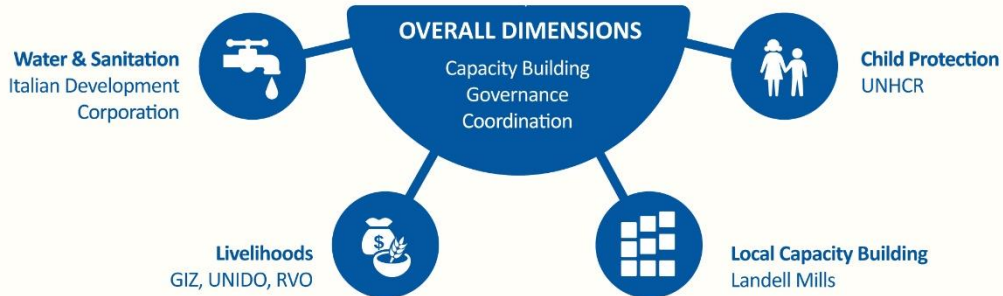 OVERALL DIMENSIONS
Capacity Building
Governance
Coordination
Water & Sanitation
Italian Development
Corporation
Child Protection
UNHCR
$
Livelihoods
GIZ, UNIDO, RVO
Local Capacity Building
Landell Mills